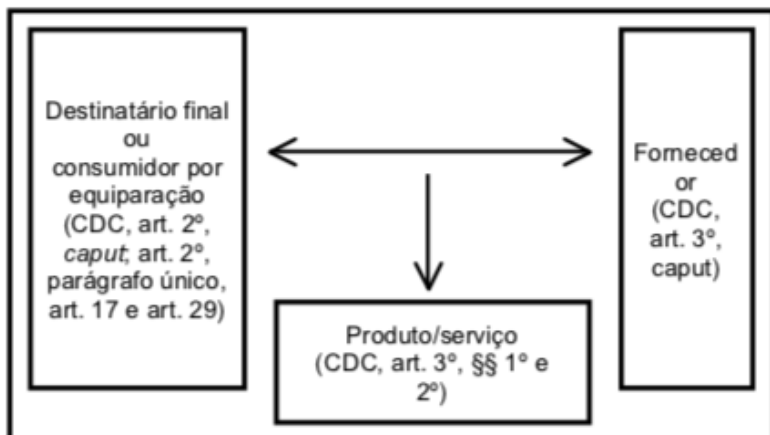 Destinatário final
ou
consumidor por
equiparação
(CDC, art. 2º,
caput; art. 2º,
parágrafo único,
art. 17 e art. 29)
Forneced
or
(CDC,
art. 3º,
caput)
Produto/serviço
(CDC, art. 3º, §§ 1º e
2º)